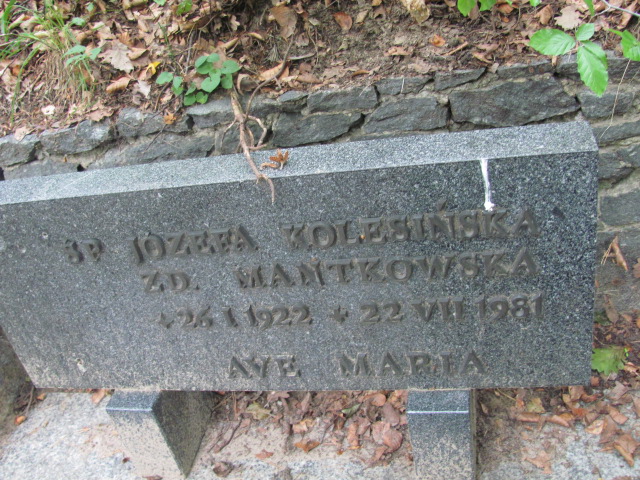 ŚP JÓZEFA KOLESIŃSKA
ZD. MANTKOWSKA
*26 I 1922 + 22 VII 1981
AVE MARIA